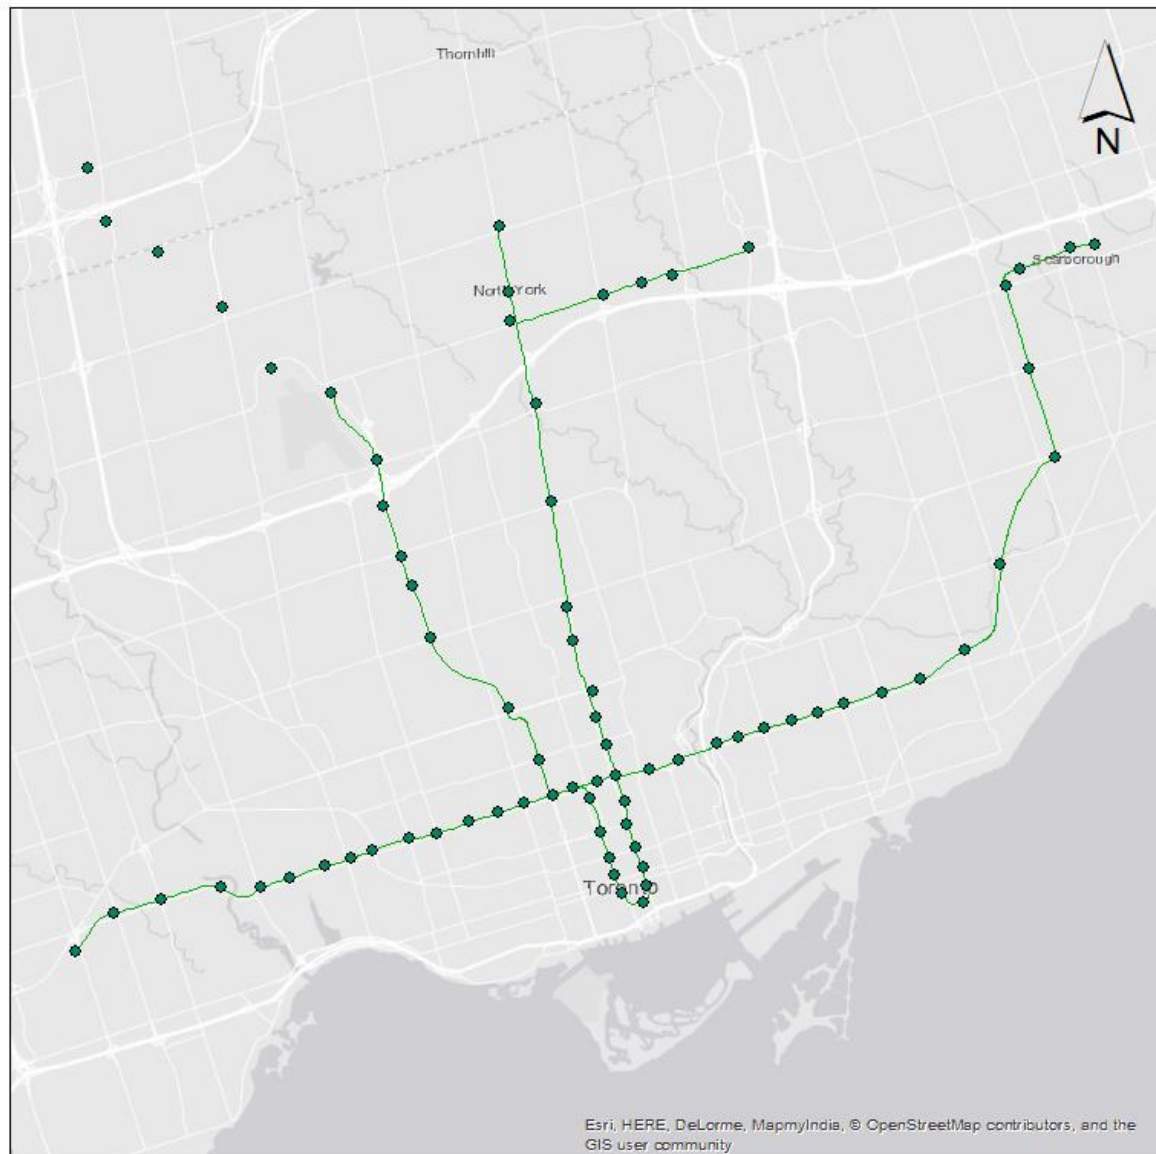 Thornhill
N
Scarborough
North York
Toronto
Esri, HERE, DeLorme, MapmyIndia, © OpenStreetMap contributors, and the
GIS user community